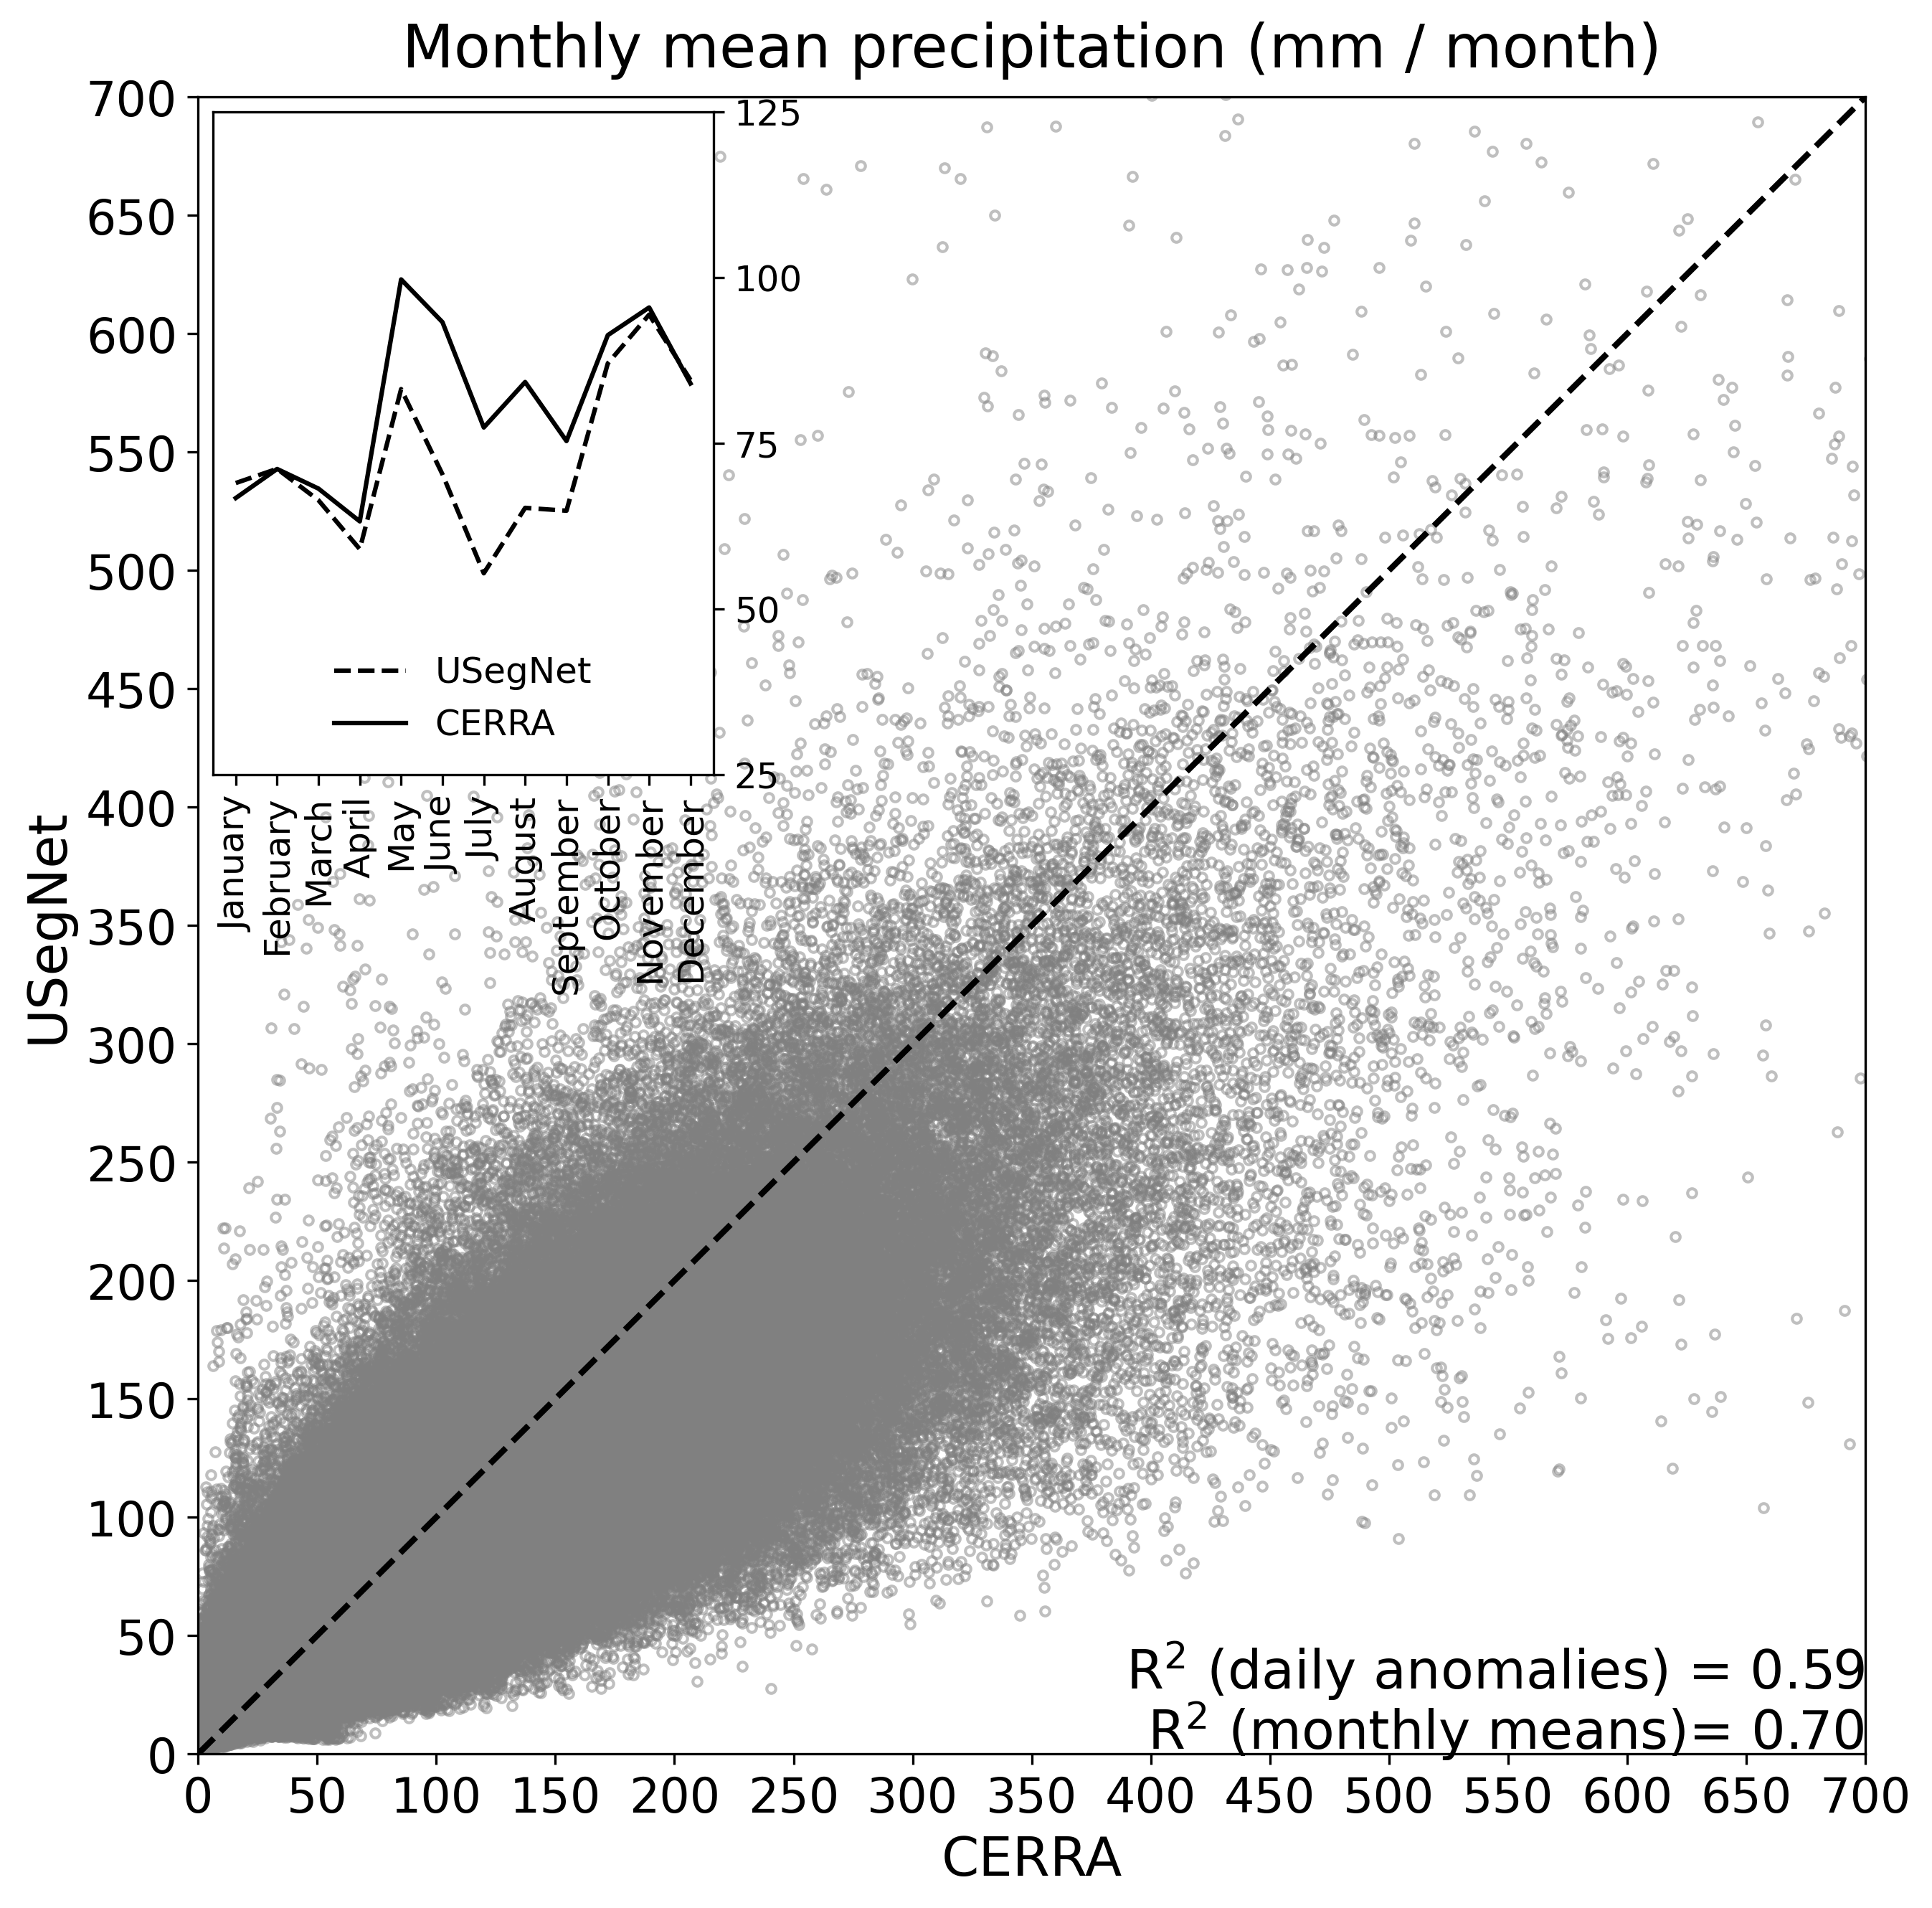 Monthly mean precipitation (mm / month)
700
650
600
550
500
450
400
350
300
250
200
150
100
50
0
USegNet
125
100
75
50
25
USegNet
CERRA
January
February
March
April
May
June
July
August
September
October
November
December
R² (daily anomalies) = 0.59
R² (monthly means)= 0.70
0 50 100 150 200 250 300 350 400 450 500 550 600 650 700
CERRA